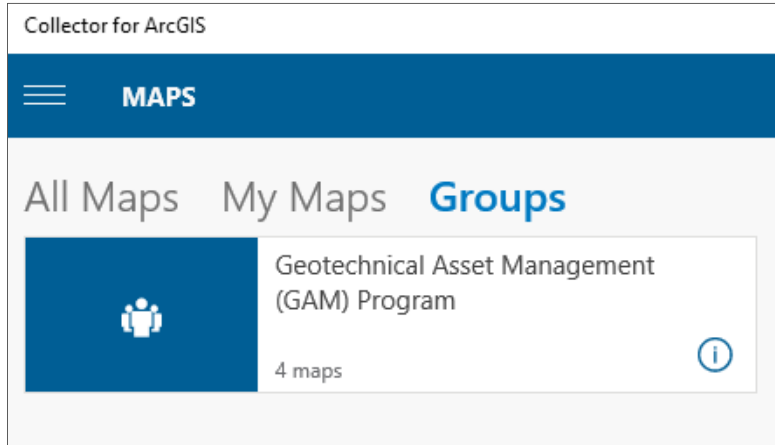 Collector for ArcGIS
MAPS
All Maps My Maps Groups
Geotechnical Asset Management
(GAM) Program
4 maps